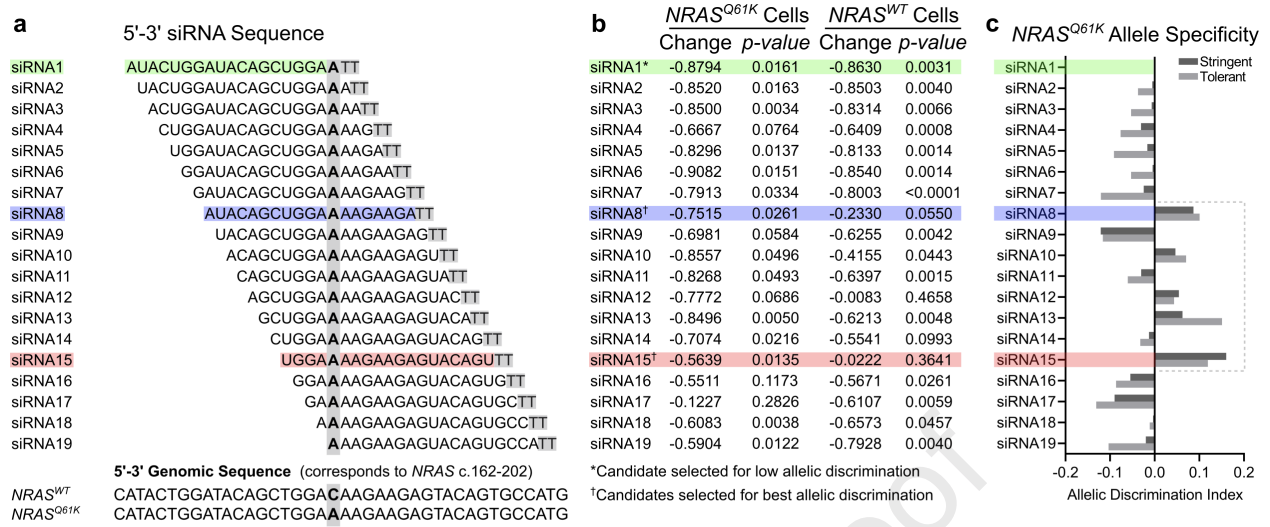 a
5'-3' siRNA Sequence
siRNA1 AUACUGGAUACAGCUGGAATT
siRNA2 UACUGGAUACAGCUGGAAATT
siRNA3 ACUGGAUACAGCUGGAAAATT
siRNA4 CUGGAUACAGCUGGAAAAGTT
siRNA5 UGGAUACAGCUGGAAAAGATT
siRNA6 GGAUACAGCUGGAAAAGAATT
siRNA7 GAUACAGCUGGAAAAGAAGTT
siRNA8 AUACAGCUGGAAAAGAAGATT
siRNA9 UACAGCUGGAAAAGAAGAGTT
siRNA10 ACAGCUGGAAAAGAAGAGUTT
siRNA11 CAGCUGGAAAAGAAGAGUATT
siRNA12 AGCUGGAAAAGAAGAGUACTT
siRNA13 GCUGGAAAAGAAGAGUACATT
siRNA14 CUGGAAAAGAAGAGUACAGTT
siRNA15 UGGAAAAGAAGAGUACAGUTT
siRNA16 GGAAAAGAAGAGUACAGUGTT
siRNA17 GAAAAGAAGAGUACAGUGCTT
siRNA18 AAAAGAAGAGUACAGUGCCTT
siRNA19 AAAGAAGAGUACAGUGCCATT
5'-3' Genomic Sequence (corresponds to NRAS c.162-202)
NRAS^WT CATACTGGATACAGCTGGACAAGAAGAGTACAGTGCCATG
NRAS^Q61K CATACTGGATACAGCTGGAAAAGAAGAGTACAGTGCCATG
b
NRAS^Q61K Cells NRAS^WT Cells
Change p-value Change p-value
siRNA1* -0.8794 0.0161 -0.8630 0.0031
siRNA2 -0.8520 0.0163 -0.8503 0.0040
siRNA3 -0.8500 0.0034 -0.8314 0.0066
siRNA4 -0.6667 0.0764 -0.6409 0.0008
siRNA5 -0.8296 0.0137 -0.8133 0.0014
siRNA6 -0.9082 0.0151 -0.8540 0.0014
siRNA7 -0.7913 0.0334 -0.8003 <0.0001
siRNA8† -0.7515 0.0261 -0.2330 0.0550
siRNA9 -0.6981 0.0584 -0.6255 0.0042
siRNA10 -0.8557 0.0496 -0.4155 0.0443
siRNA11 -0.8268 0.0493 -0.6397 0.0015
siRNA12 -0.7772 0.0686 -0.0083 0.4658
siRNA13 -0.8496 0.0050 -0.6213 0.0048
siRNA14 -0.7074 0.0216 -0.5541 0.0993
siRNA15† -0.5639 0.0135 -0.0222 0.3641
siRNA16 -0.5511 0.1173 -0.5671 0.0261
siRNA17 -0.1227 0.2826 -0.6107 0.0059
siRNA18 -0.6083 0.0038 -0.6573 0.0457
siRNA19 -0.5904 0.0122 -0.7928 0.0040
*Candidate selected for low allelic discrimination
†Candidates selected for best allelic discrimination
c
NRAS^Q61K Allele Specificity
Stringent
Tolerant
siRNA1
siRNA2
siRNA3
siRNA4
siRNA5
siRNA6
siRNA7
siRNA8
siRNA9
siRNA10
siRNA11
siRNA12
siRNA13
siRNA14
siRNA15
siRNA16
siRNA17
siRNA18
siRNA19
-0.2 -0.1 0.0 0.1 0.2
Allelic Discrimination Index